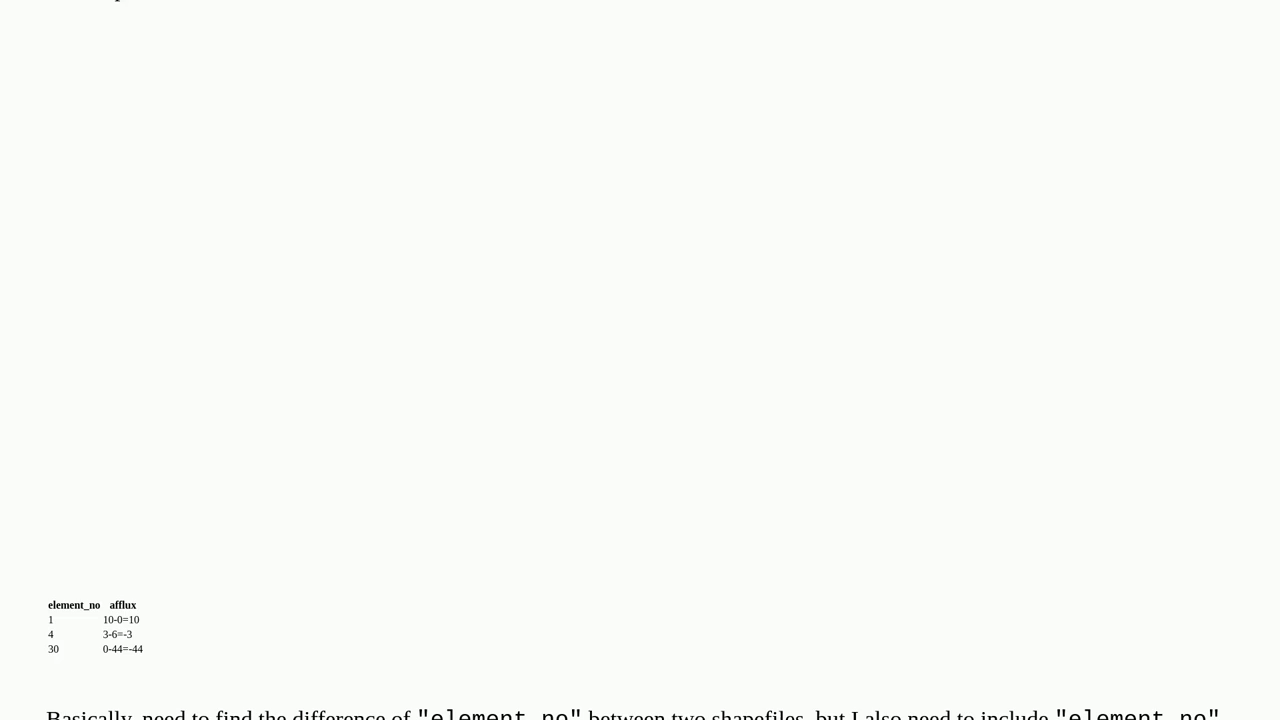 element_no afflux
1 10-0=10
4 3-6=-3
30 0-44=-44
Basically, need to find the difference of "element_no" between two shapefiles, but I also need to include "element_no"